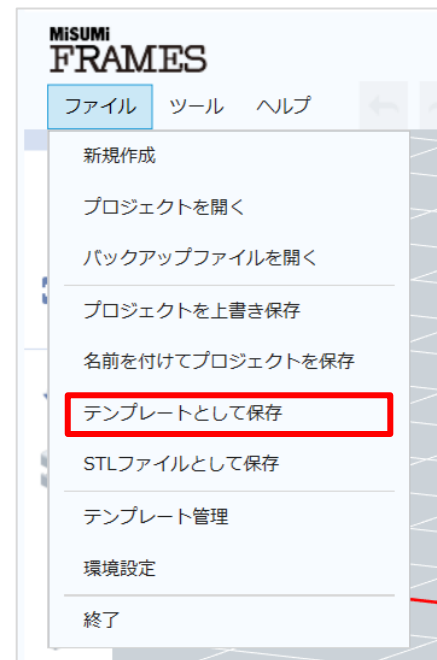 MiSUMi
FRAMES
ファイル ツール ヘルプ
新規作成
プロジェクトを開く
バックアップファイルを開く
プロジェクトを上書き保存
名前を付けてプロジェクトを保存
テンプレートとして保存
STLファイルとして保存
テンプレート管理
環境設定
終了